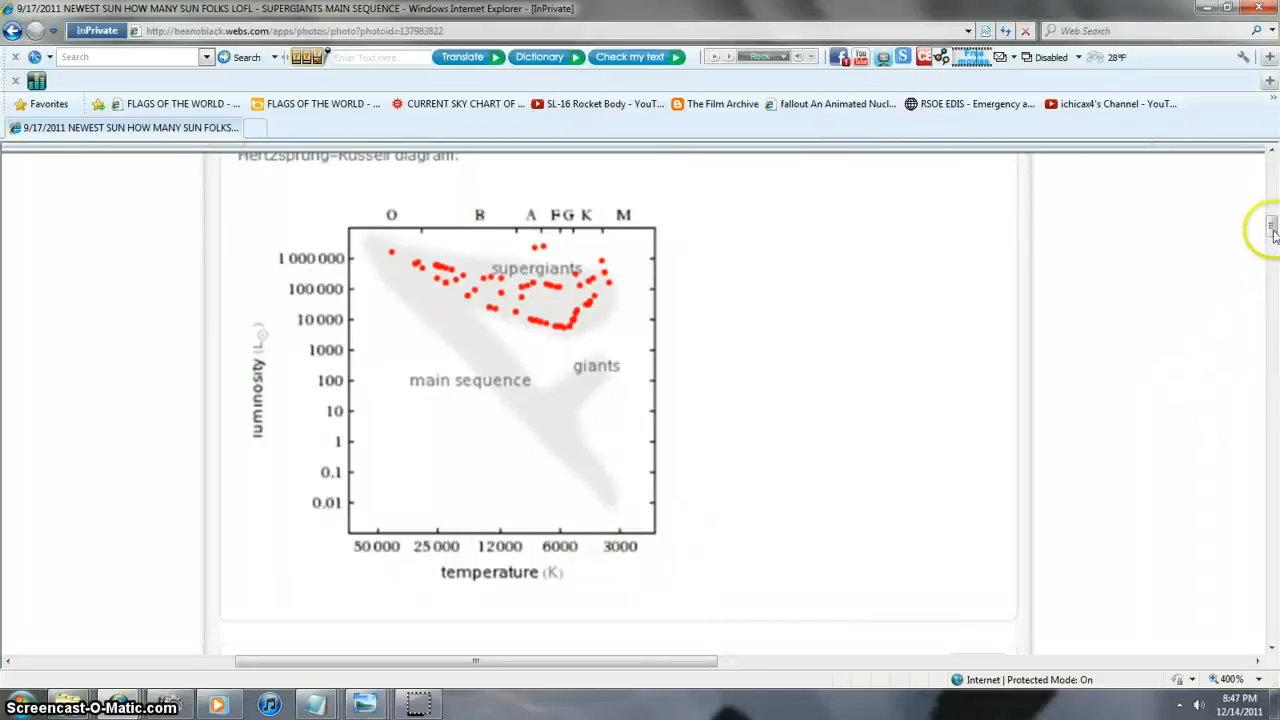 9/17/2011 NEWEST SUN HOW MANY SUN FOLKS LOFL - SUPERGIANTS MAIN SEQUENCE - Windows Internet Explorer - [InPrivate]
InPrivate http://beanoblack.webs.com/apps/photos/photo?photoid=137983822 Web Search
Search Search Enter Text Here Translate Dictionary Check my text Rock Disabled 28°F
Favorites FLAGS OF THE WORLD - ... FLAGS OF THE WORLD - ... CURRENT SKY CHART OF ... SL-16 Rocket Body - YouT... The Film Archive fallout An Animated Nucl... RSOE EDIS - Emergency a... ichicax4's Channel - YouT...
9/17/2011 NEWEST SUN HOW MANY SUN FOLKS...
Hertzsprung–Russell diagram.
O B A F G K M
1 000 000
supergiants
100 000
10 000
1000
giants
100
main sequence
10
1
0.1
0.01
luminosity (L☉)
50 000 25 000 12 000 6000 3000
temperature (K)
Internet | Protected Mode: On 400%
8:47 PM
Screencast-O-Matic.com
12/14/2011